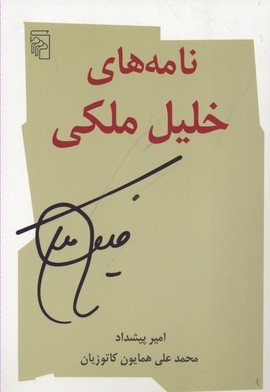 نامه‌های
خلیل ملکی
امیر پیشداد
محمد علی همایون کاتوزیان